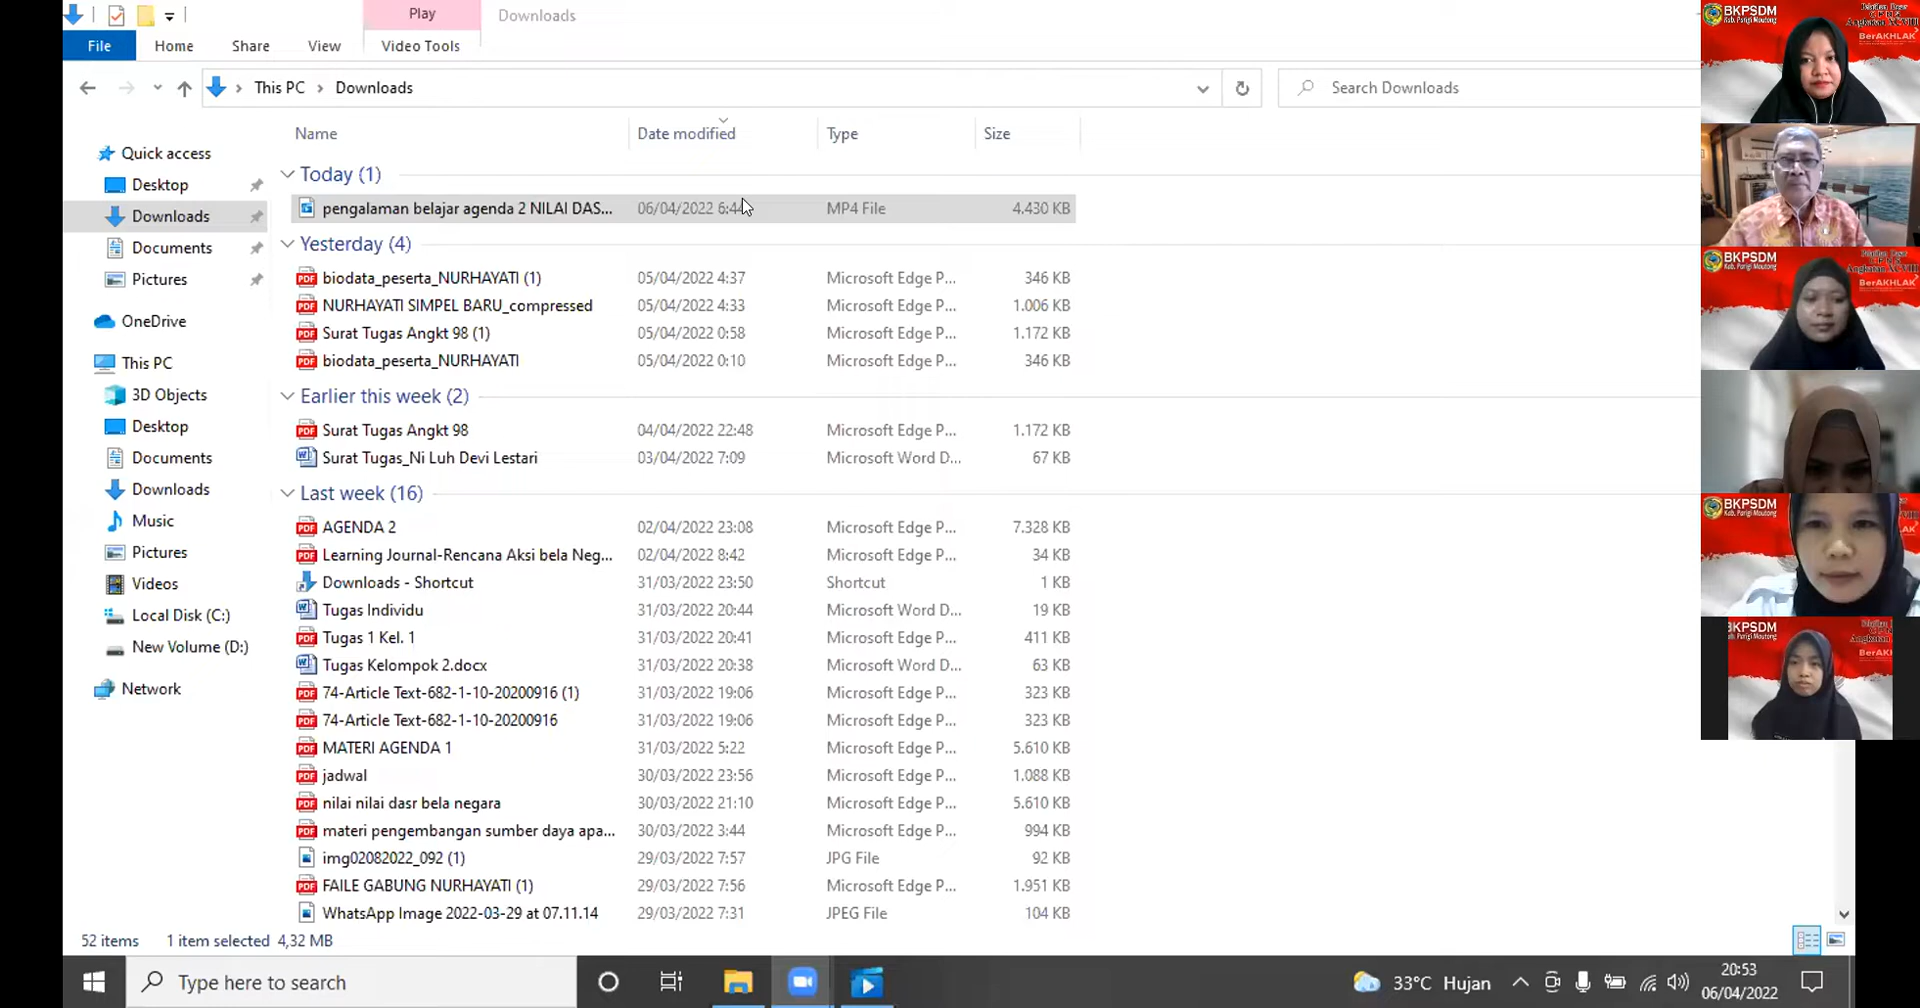 Play
Downloads
File
Home
Share
View
Video Tools
This PC
Downloads
Search Downloads
Name
Date modified
Type
Size
Quick access
Desktop
Downloads
Documents
Pictures
OneDrive
This PC
3D Objects
Desktop
Documents
Downloads
Music
Pictures
Videos
Local Disk (C:)
New Volume (D:)
Network
Today (1)
pengalaman belajar agenda 2 NILAI DAS... 06/04/2022 6:44 MP4 File 4.430 KB
Yesterday (4)
biodata_peserta_NURHAYATI (1) 05/04/2022 4:37 Microsoft Edge P... 346 KB
NURHAYATI SIMPEL BARU_compressed 05/04/2022 4:33 Microsoft Edge P... 1.006 KB
Surat Tugas Angkt 98 (1) 05/04/2022 0:58 Microsoft Edge P... 1.172 KB
biodata_peserta_NURHAYATI 05/04/2022 0:10 Microsoft Edge P... 346 KB
Earlier this week (2)
Surat Tugas Angkt 98 04/04/2022 22:48 Microsoft Edge P... 1.172 KB
Surat Tugas_Ni Luh Devi Lestari 03/04/2022 7:09 Microsoft Word D... 67 KB
Last week (16)
AGENDA 2 02/04/2022 23:08 Microsoft Edge P... 7.328 KB
Learning Journal-Rencana Aksi bela Neg... 02/04/2022 8:42 Microsoft Edge P... 34 KB
Downloads - Shortcut 31/03/2022 23:50 Shortcut 1 KB
Tugas Individu 31/03/2022 20:44 Microsoft Word D... 19 KB
Tugas 1 Kel. 1 31/03/2022 20:41 Microsoft Edge P... 411 KB
Tugas Kelompok 2.docx 31/03/2022 20:38 Microsoft Word D... 63 KB
74-Article Text-682-1-10-20200916 (1) 31/03/2022 19:06 Microsoft Edge P... 323 KB
74-Article Text-682-1-10-20200916 31/03/2022 19:06 Microsoft Edge P... 323 KB
MATERI AGENDA 1 31/03/2022 5:22 Microsoft Edge P... 5.610 KB
jadwal 30/03/2022 23:56 Microsoft Edge P... 1.088 KB
nilai nilai dasr bela negara 30/03/2022 21:10 Microsoft Edge P... 5.610 KB
materi pengembangan sumber daya apa... 30/03/2022 3:44 Microsoft Edge P... 994 KB
img02082022_092 (1) 29/03/2022 7:57 JPG File 92 KB
FAILE GABUNG NURHAYATI (1) 29/03/2022 7:56 Microsoft Edge P... 1.951 KB
WhatsApp Image 2022-03-29 at 07.11.14 29/03/2022 7:31 JPEG File 104 KB
52 items 1 item selected 4,32 MB
Type here to search
33°C Hujan
20:53
06/04/2022
BKPSDM
Kab. Parigi Moutong
Angkatan XCVIII
BerAKHLAK
BKPSDM
Kab. Parigi Moutong
Angkatan XCVIII
BerAKHLAK
BKPSDM
Kab. Parigi Moutong
BKPSDM
Parigi Moutong
Angkatan
BerAKHLAK